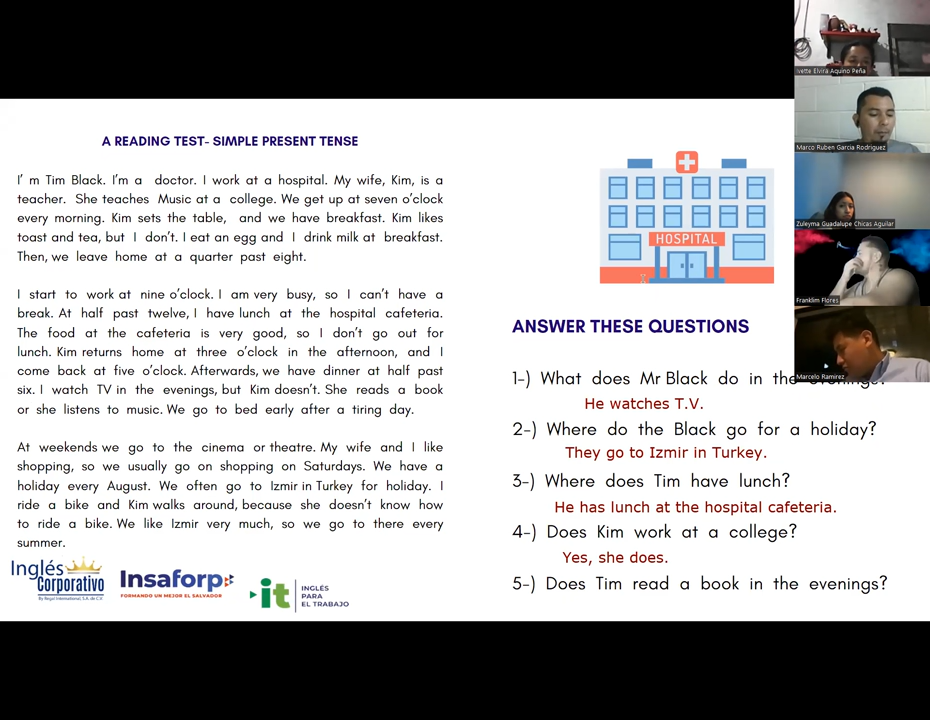 A READING TEST- SIMPLE PRESENT TENSE
I' m Tim Black. I'm a doctor. I work at a hospital. My wife, Kim, is a
teacher. She teaches Music at a college. We get up at seven o'clock
every morning. Kim sets the table, and we have breakfast. Kim likes
toast and tea, but I don't. I eat an egg and I drink milk at breakfast.
Then, we leave home at a quarter past eight.
I start to work at nine o'clock. I am very busy, so I can't have a
break. At half past twelve, I have lunch at the hospital cafeteria.
The food at the cafeteria is very good, so I don't go out for
lunch. Kim returns home at three o'clock in the afternoon, and I
come back at five o'clock. Afterwards, we have dinner at half past
six. I watch TV in the evenings, but Kim doesn't. She reads a book
or she listens to music. We go to bed early after a tiring day.
At weekends we go to the cinema or theatre. My wife and I like
shopping, so we usually go on shopping on Saturdays. We have a
holiday every August. We often go to Izmir in Turkey for holiday. I
ride a bike and Kim walks around, because she doesn't know how
to ride a bike. We like Izmir very much, so we go to there every
summer.
Inglés
Corporativo
By Regal International, S.A. de C.V.
Insaforp
FORMANDO UN MEJOR EL SALVADOR
it
INGLÉS
PARA
EL TRABAJO
HOSPITAL
ANSWER THESE QUESTIONS
1-) What does Mr Black do in the evenings?
He watches T.V.
2-) Where do the Black go for a holiday?
They go to Izmir in Turkey.
3-) Where does Tim have lunch?
He has lunch at the hospital cafeteria.
4-) Does Kim work at a college?
Yes, she does.
5-) Does Tim read a book in the evenings?
Ivette Elvira Aquino Peña
Marco Ruben Garcia Rodriguez
Zuleyma Guadalupe Chicas Aguilar
Franklim Flores
Marcelo Ramirez